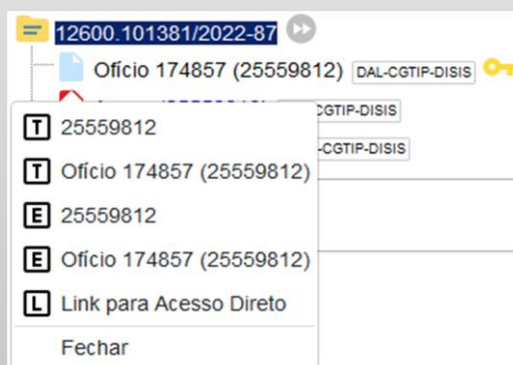 12600.101381/2022-87
Ofício 174857 (25559812) DAL-CGTIP-DISIS
CGTIP-DISIS
T 25559812
-CGTIP-DISIS
T Ofício 174857 (25559812)
E 25559812
E Ofício 174857 (25559812)
L Link para Acesso Direto
Fechar